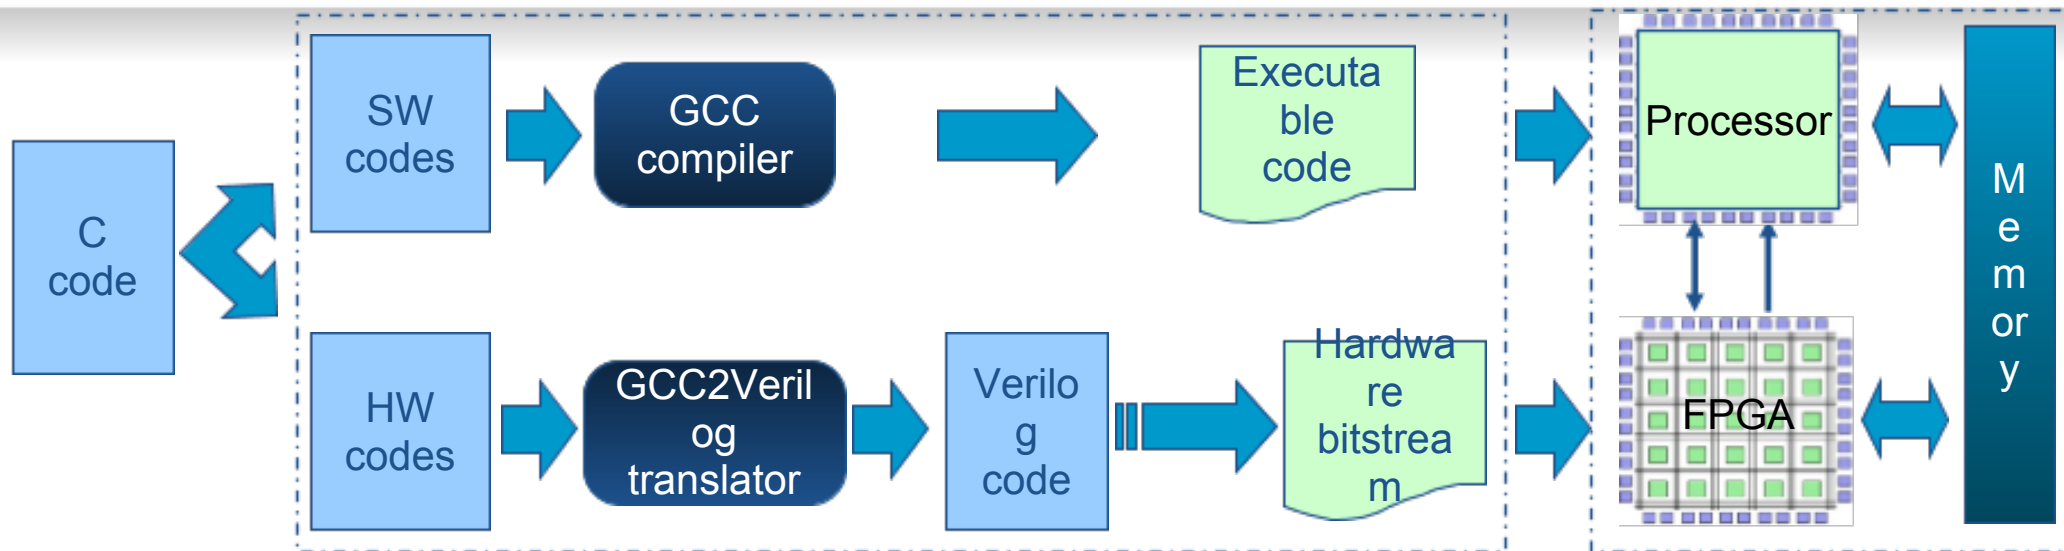 C
code
SW
codes
GCC
compiler
Executa
ble
code
Processor
HW
codes
GCC2Veril
og
translator
Verilo
g
code
Hardwa
re
bitstrea
m
FPGA
M
e
m
or
y